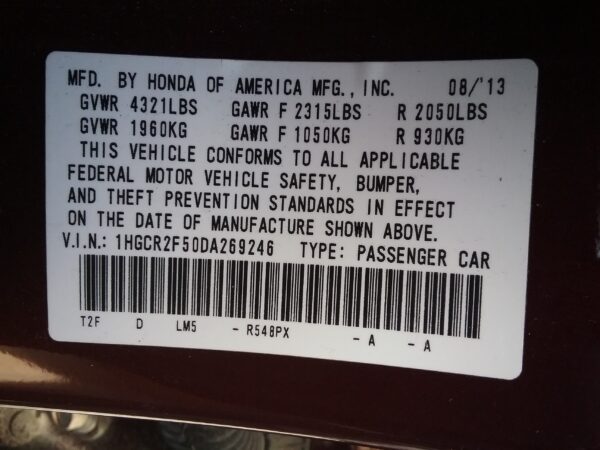 MFD. BY HONDA OF AMERICA MFG., INC. 08/'13
GVWR 4321LBS GAWR F 2315LBS R 2050LBS
GVWR 1960KG GAWR F 1050KG R 930KG
THIS VEHICLE CONFORMS TO ALL APPLICABLE
FEDERAL MOTOR VEHICLE SAFETY, BUMPER,
AND THEFT PREVENTION STANDARDS IN EFFECT
ON THE DATE OF MANUFACTURE SHOWN ABOVE.
V.I.N.: 1HGCR2F50DA269246 TYPE: PASSENGER CAR
T2F D LM5 - R548PX - A - A